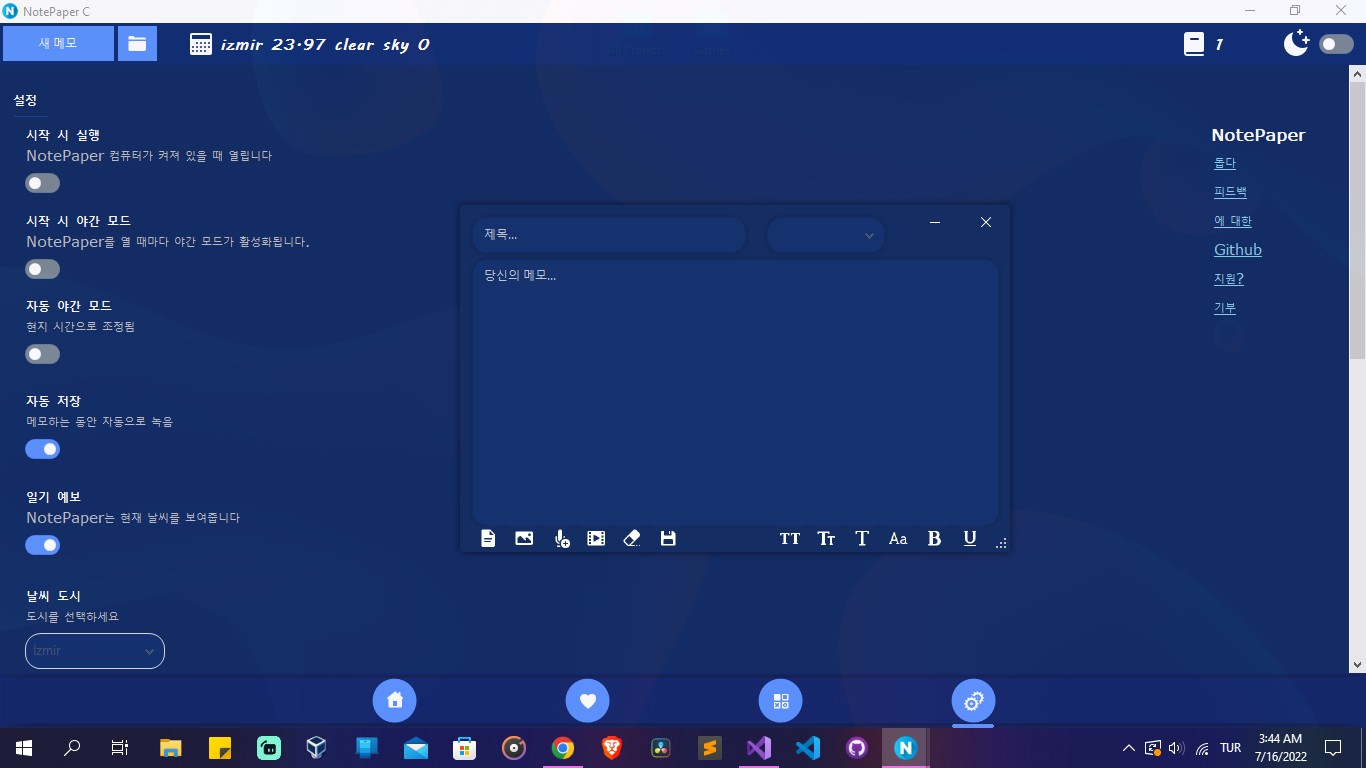 NotePaper C
새 메모
izmir 23.97 clear sky 0
1
설정
시작 시 실행
NotePaper 컴퓨터가 켜져 있을 때 열립니다
시작 시 야간 모드
NotePaper를 열 때마다 야간 모드가 활성화됩니다.
자동 야간 모드
현지 시간으로 조정됨
자동 저장
메모하는 동안 자동으로 녹음
일기 예보
NotePaper는 현재 날씨를 보여줍니다
날씨 도시
도시를 선택하세요
İzmir
제목...
당신의 메모...
TT
Tт
T
Aa
B
U
NotePaper
돕다
피드백
에 대한
Github
지원?
기부
TUR
3:44 AM
7/16/2022